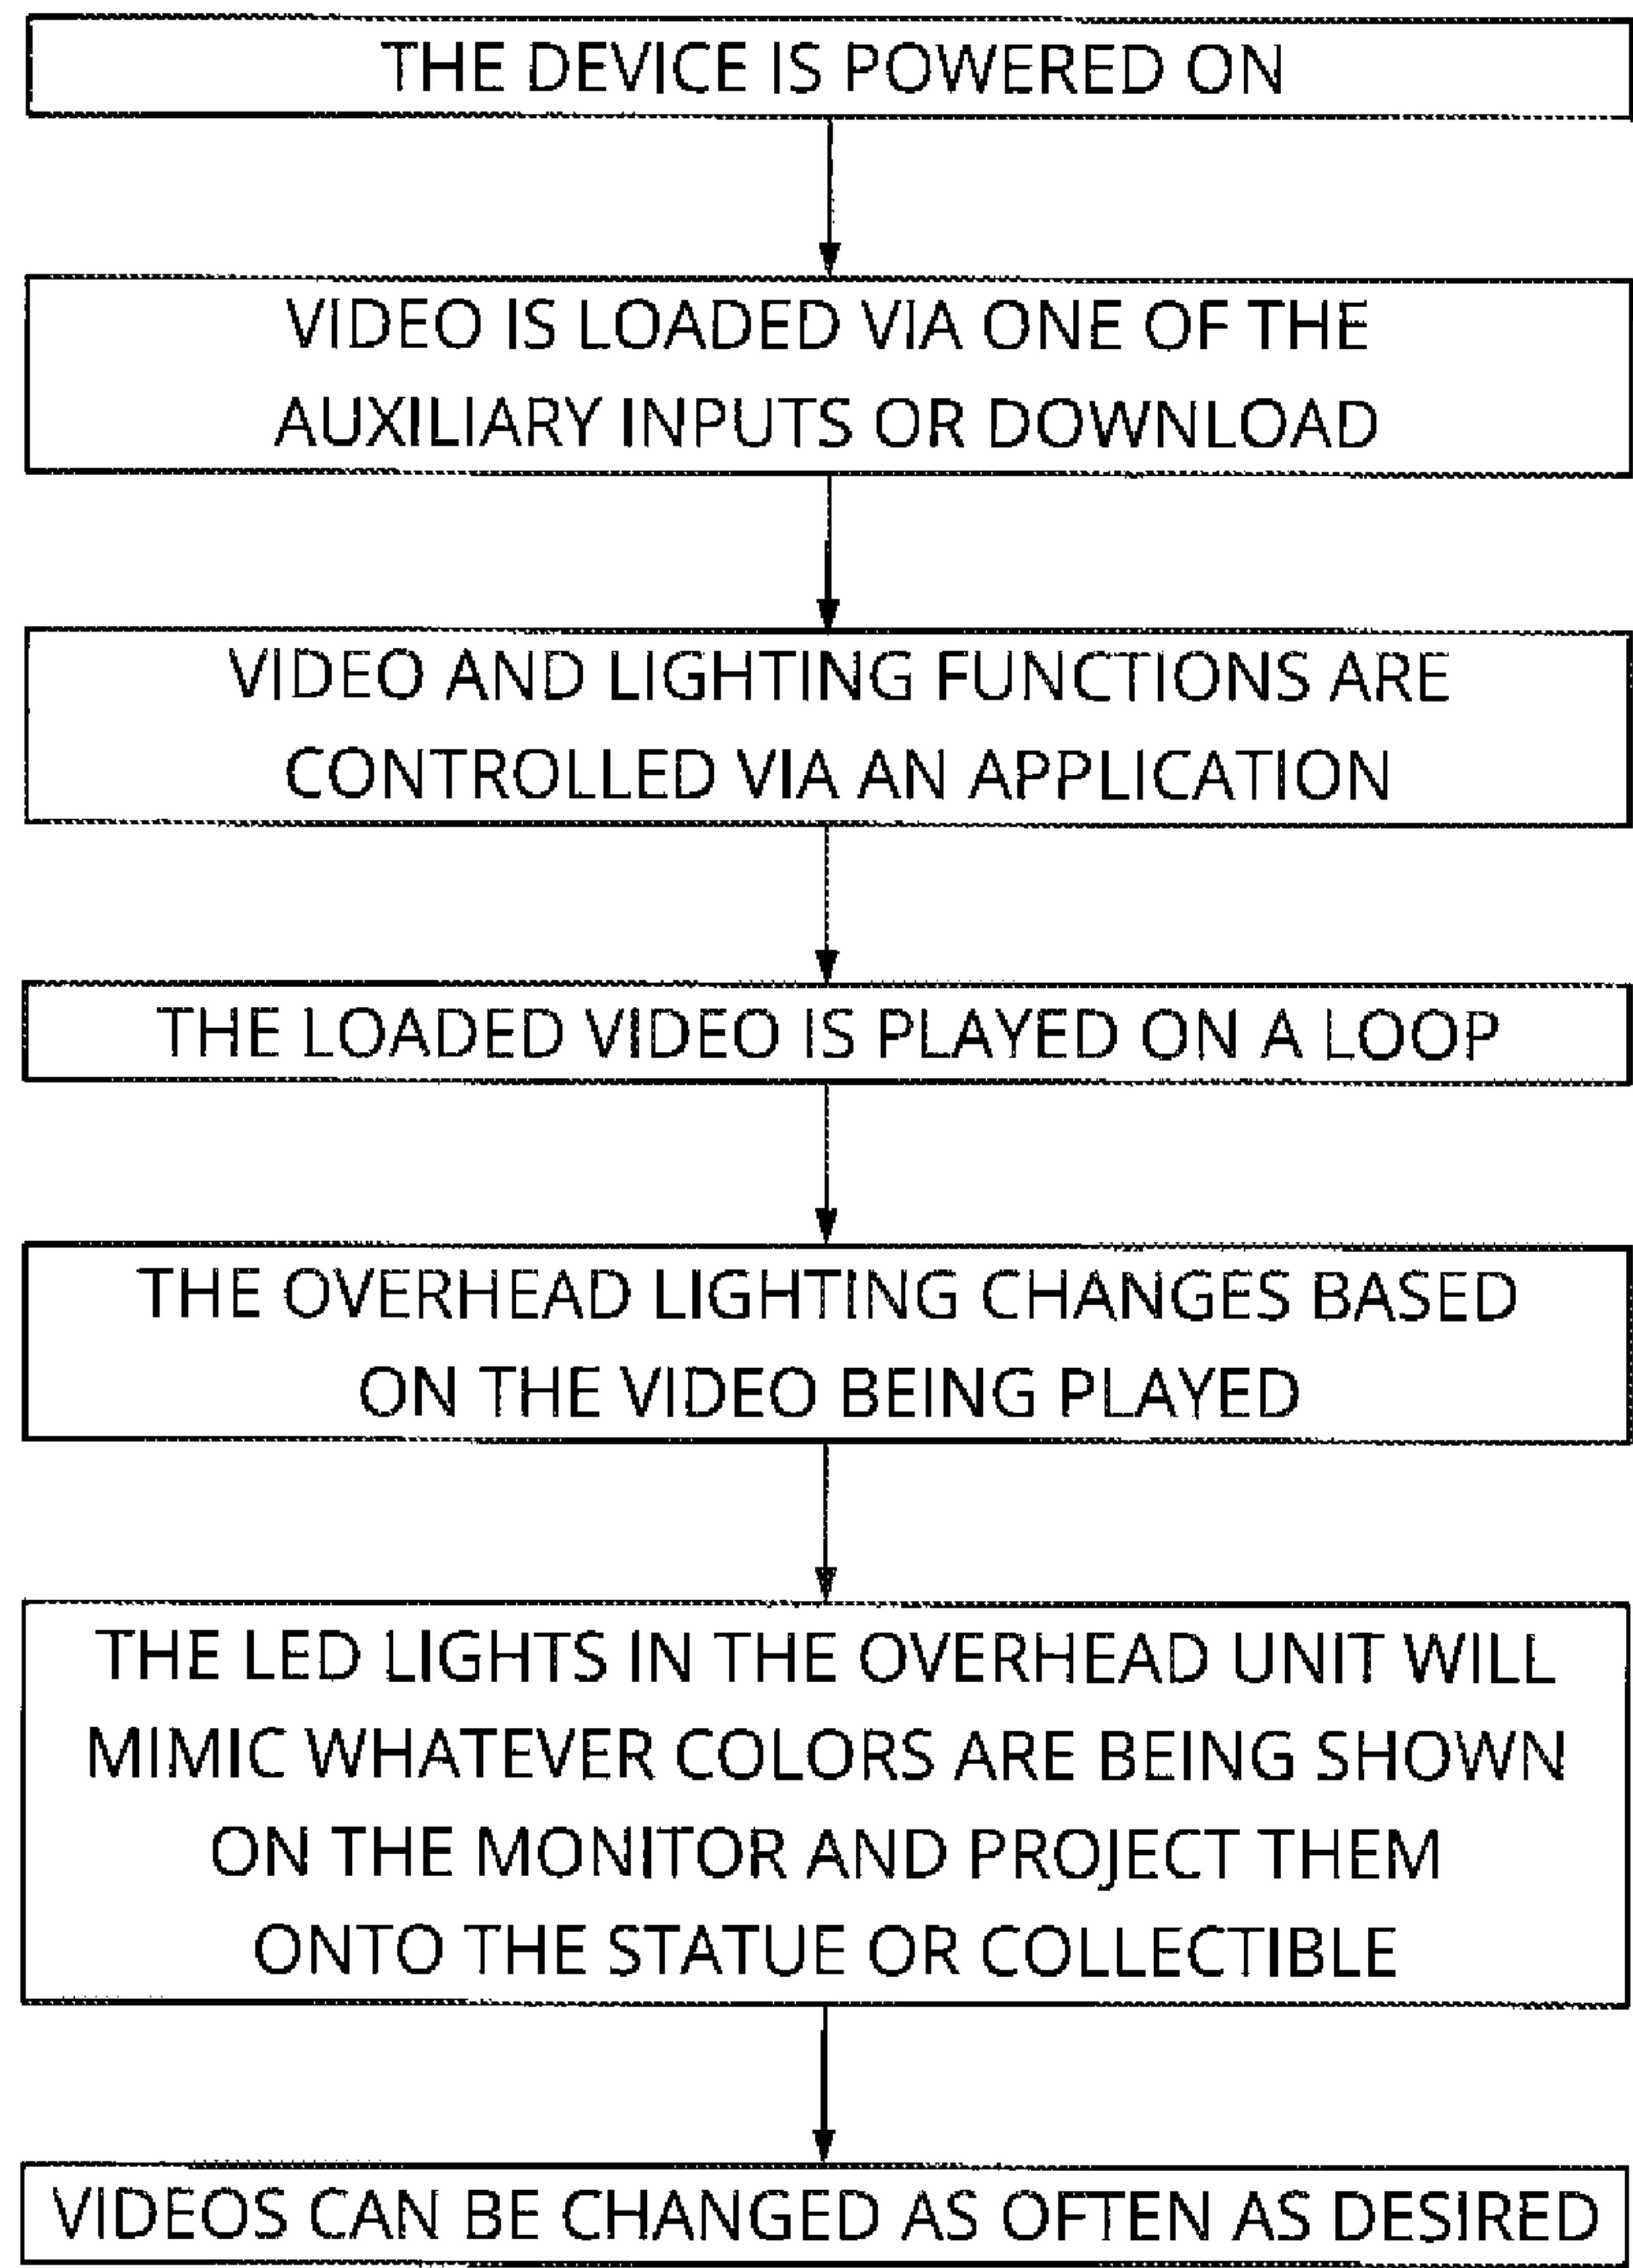 THE DEVICE IS POWERED ON
VIDEO IS LOADED VIA ONE OF THE
AUXILIARY INPUTS OR DOWNLOAD
VIDEO AND LIGHTING FUNCTIONS ARE
CONTROLLED VIA AN APPLICATION
THE LOADED VIDEO IS PLAYED ON A LOOP
THE OVERHEAD LIGHTING CHANGES BASED
ON THE VIDEO BEING PLAYED
THE LED LIGHTS IN THE OVERHEAD UNIT WILL
MIMIC WHATEVER COLORS ARE BEING SHOWN
ON THE MONITOR AND PROJECT THEM
ONTO THE STATUE OR COLLECTIBLE
VIDEOS CAN BE CHANGED AS OFTEN AS DESIRED